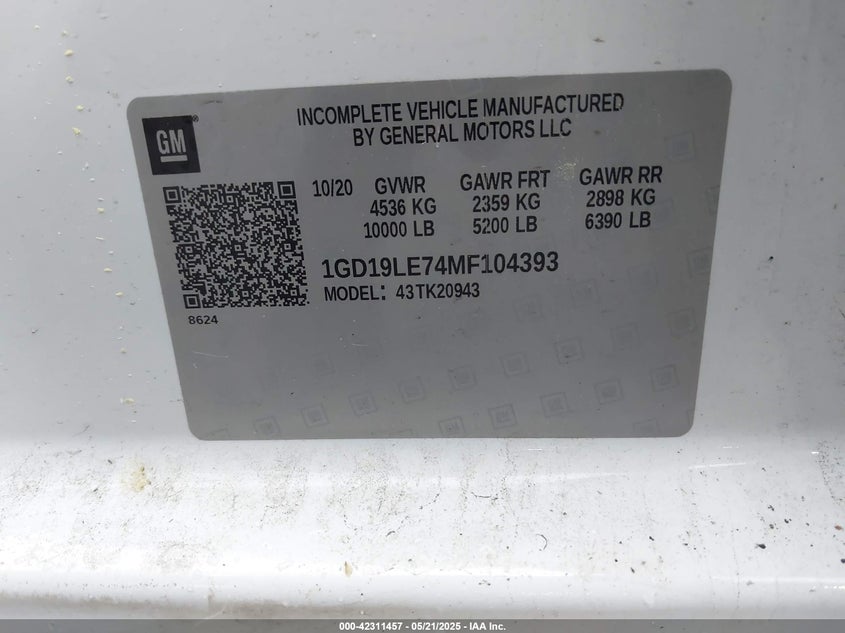 INCOMPLETE VEHICLE MANUFACTURED
BY GENERAL MOTORS LLC
GM
10/20 GVWR GAWR FRT GAWR RR
4536 KG 2359 KG 2898 KG
10000 LB 5200 LB 6390 LB
1GD19LE74MF104393
MODEL: 43TK20943
8624
000-42311457 - 05/21/2025 - IAA Inc.